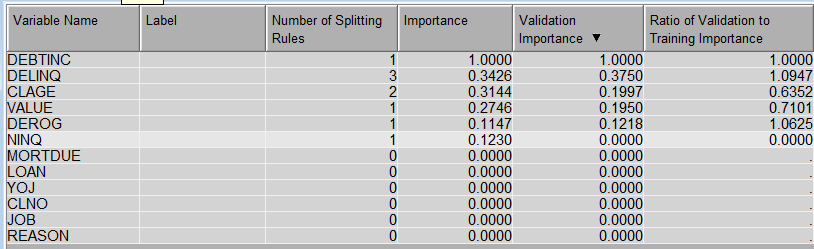 Variable Name Label Number of Splitting Rules Importance Validation Importance ▼ Ratio of Validation to Training Importance
DEBTINC 1 1.0000 1.0000 1.0000
DELINQ 3 0.3426 0.3750 1.0947
CLAGE 2 0.3144 0.1997 0.6352
VALUE 1 0.2746 0.1950 0.7101
DEROG 1 0.1147 0.1218 1.0625
NINQ 1 0.1230 0.0000 0.0000
MORTDUE 0 0.0000 0.0000 .
LOAN 0 0.0000 0.0000 .
YOJ 0 0.0000 0.0000 .
CLNO 0 0.0000 0.0000 .
JOB 0 0.0000 0.0000 .
REASON 0 0.0000 0.0000 .